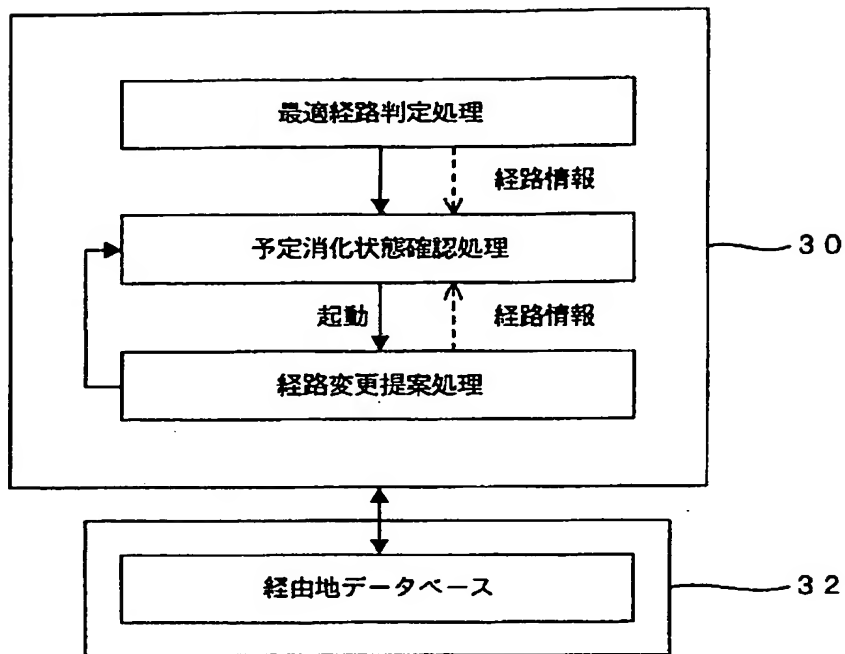 最適経路判定処理
経路情報
予定消化状態確認処理
30
起動
経路情報
経路変更提案処理
経由地データベース
32